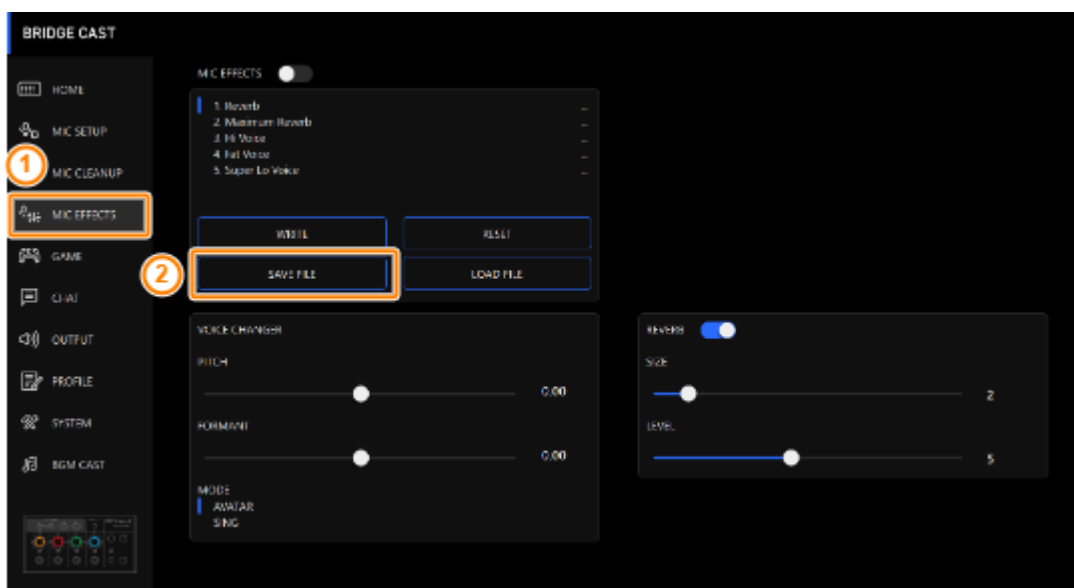 BRIDGE CAST
HOME
MIC SETUP
1
MIC CLEANUP
MIC EFFECTS
GAME
2
CHAT
OUTPUT
PROFILE
SYSTEM
BGM CAST
MIC EFFECTS
1. Reverb
2. Maximum Reverb
3. Hi Voice
4. Fat Voice
5. Super Lo Voice
WRITE RESET
SAVE FILE LOAD FILE
VOICE CHANGER
PITCH
0.00
FORMANT
0.00
MODE
AVATAR
SING
REVERB
SIZE
2
LEVEL
5